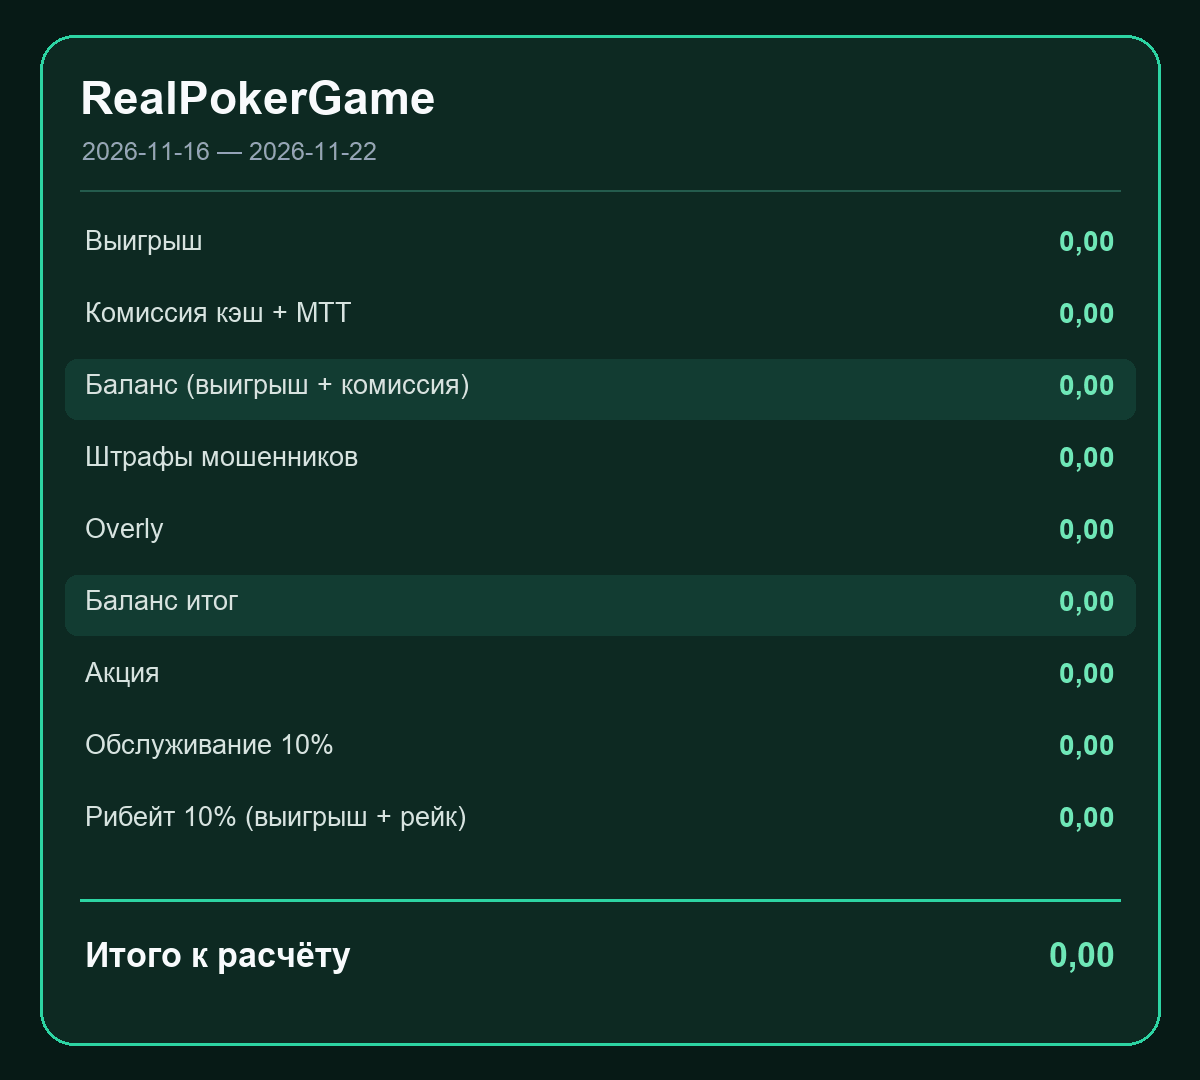 RealPokerGame
2026-11-16 — 2026-11-22
Выигрыш 0,00
Комиссия кэш + МТТ 0,00
Баланс (выигрыш + комиссия) 0,00
Штрафы мошенников 0,00
Overly 0,00
Баланс итог 0,00
Акция 0,00
Обслуживание 10% 0,00
Рибейт 10% (выигрыш + рейк) 0,00
Итого к расчёту 0,00